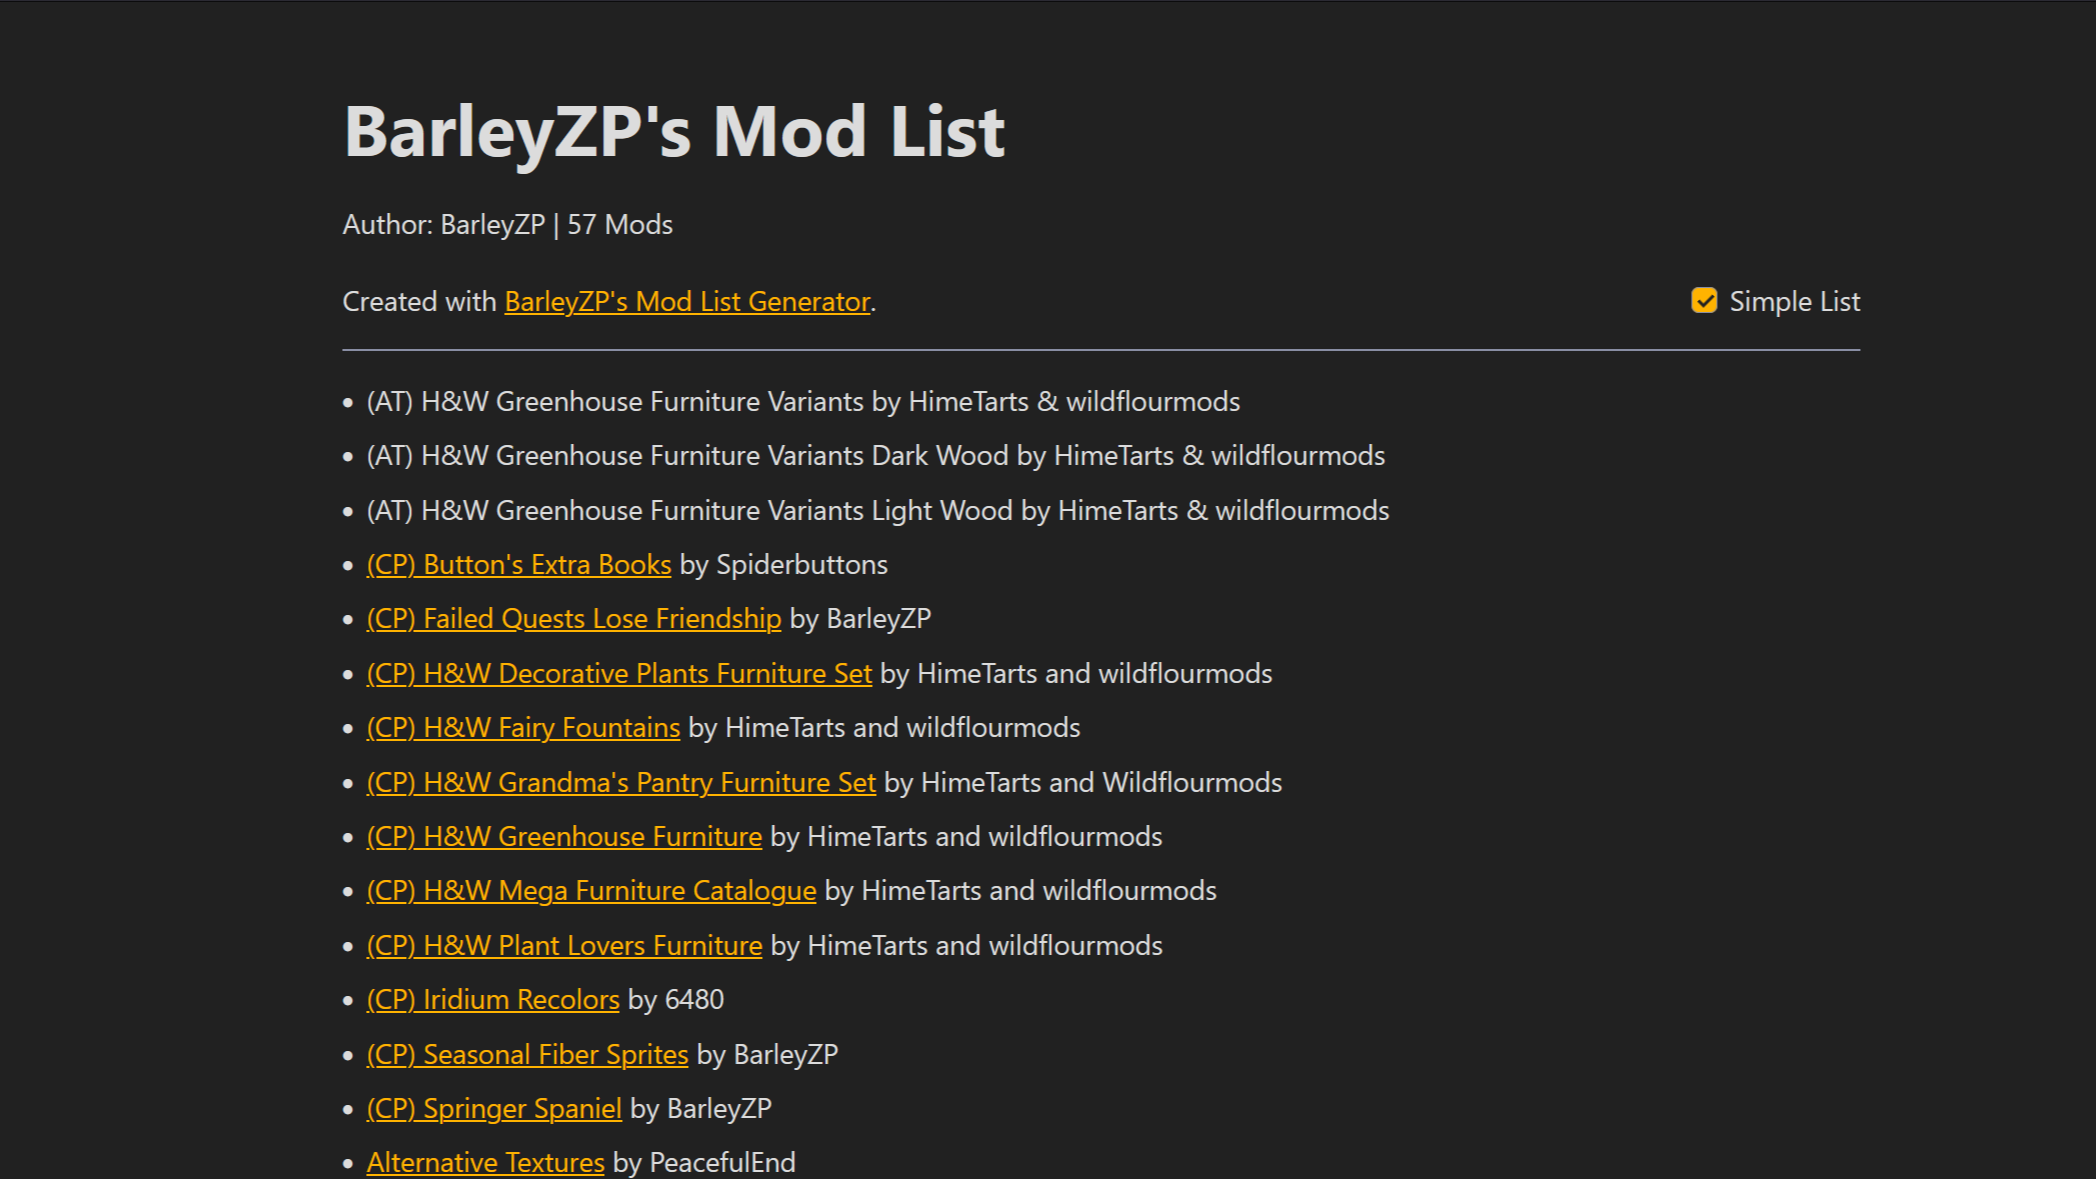 BarleyZP's Mod List
Author: BarleyZP | 57 Mods
Created with BarleyZP's Mod List Generator.
Simple List
• (AT) H&W Greenhouse Furniture Variants by HimeTarts & wildflourmods
• (AT) H&W Greenhouse Furniture Variants Dark Wood by HimeTarts & wildflourmods
• (AT) H&W Greenhouse Furniture Variants Light Wood by HimeTarts & wildflourmods
• (CP) Button's Extra Books by Spiderbuttons
• (CP) Failed Quests Lose Friendship by BarleyZP
• (CP) H&W Decorative Plants Furniture Set by HimeTarts and wildflourmods
• (CP) H&W Fairy Fountains by HimeTarts and wildflourmods
• (CP) H&W Grandma's Pantry Furniture Set by HimeTarts and Wildflourmods
• (CP) H&W Greenhouse Furniture by HimeTarts and wildflourmods
• (CP) H&W Mega Furniture Catalogue by HimeTarts and wildflourmods
• (CP) H&W Plant Lovers Furniture by HimeTarts and wildflourmods
• (CP) Iridium Recolors by 6480
• (CP) Seasonal Fiber Sprites by BarleyZP
• (CP) Springer Spaniel by BarleyZP
• Alternative Textures by PeacefulEnd